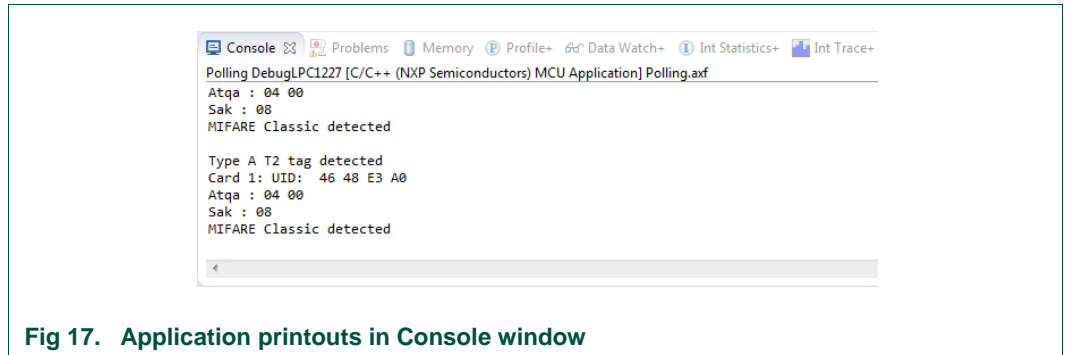 Console Problems Memory Profile+ Data Watch+ Int Statistics+ Int Trace+
Polling DebugLPC1227 [C/C++ (NXP Semiconductors) MCU Application] Polling.axf
Atqa : 04 00
Sak : 08
MIFARE Classic detected
Type A T2 tag detected
Card 1: UID: 46 48 E3 A0
Atqa : 04 00
Sak : 08
MIFARE Classic detected
Fig 17. Application printouts in Console window